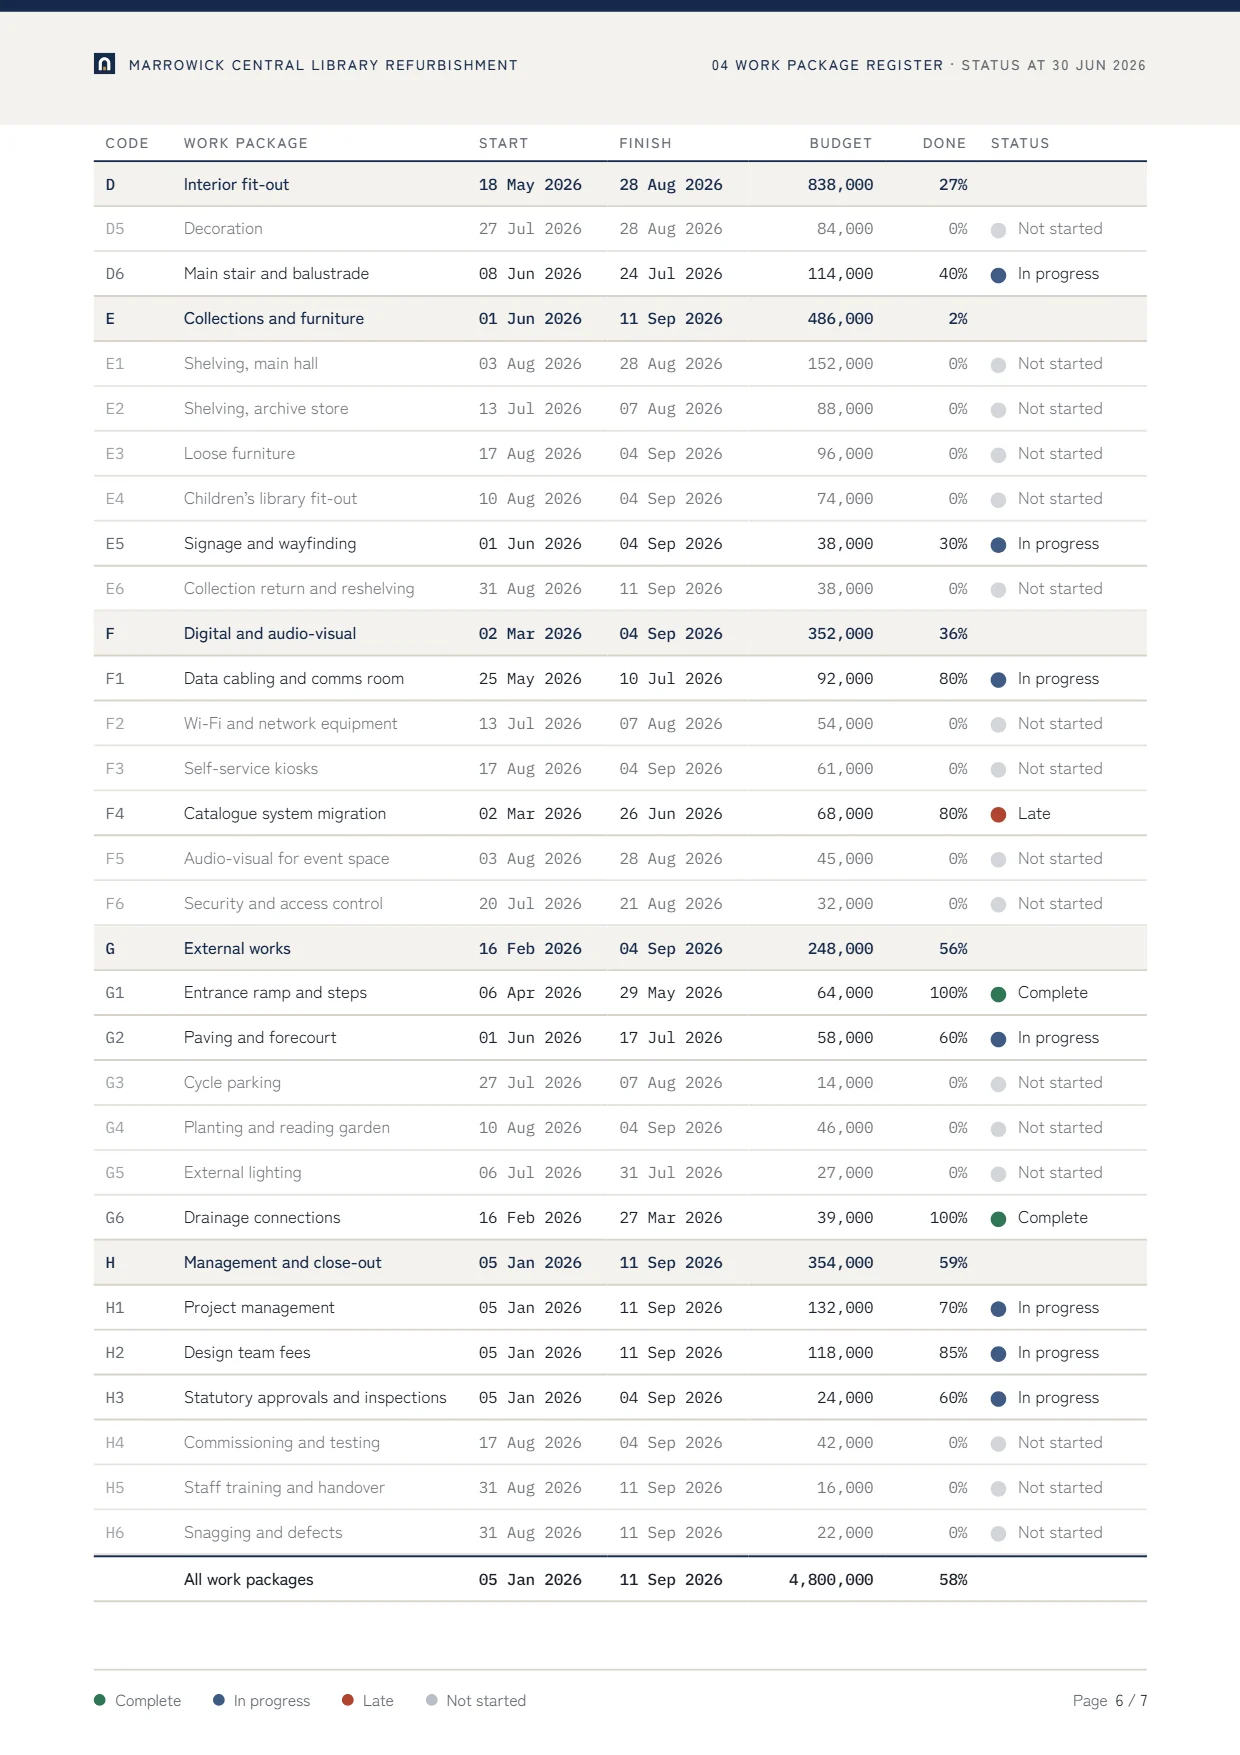 MARROWICK CENTRAL LIBRARY REFURBISHMENT 04 WORK PACKAGE REGISTER · STATUS AT 30 JUN 2026
CODE WORK PACKAGE START FINISH BUDGET DONE STATUS
D Interior fit-out 18 May 2026 28 Aug 2026 838,000 27%
D5 Decoration 27 Jul 2026 28 Aug 2026 84,000 0% Not started
D6 Main stair and balustrade 08 Jun 2026 24 Jul 2026 114,000 40% In progress
E Collections and furniture 01 Jun 2026 11 Sep 2026 486,000 2%
E1 Shelving, main hall 03 Aug 2026 28 Aug 2026 152,000 0% Not started
E2 Shelving, archive store 13 Jul 2026 07 Aug 2026 88,000 0% Not started
E3 Loose furniture 17 Aug 2026 04 Sep 2026 96,000 0% Not started
E4 Children’s library fit-out 10 Aug 2026 04 Sep 2026 74,000 0% Not started
E5 Signage and wayfinding 01 Jun 2026 04 Sep 2026 38,000 30% In progress
E6 Collection return and reshelving 31 Aug 2026 11 Sep 2026 38,000 0% Not started
F Digital and audio-visual 02 Mar 2026 04 Sep 2026 352,000 36%
F1 Data cabling and comms room 25 May 2026 10 Jul 2026 92,000 80% In progress
F2 Wi-Fi and network equipment 13 Jul 2026 07 Aug 2026 54,000 0% Not started
F3 Self-service kiosks 17 Aug 2026 04 Sep 2026 61,000 0% Not started
F4 Catalogue system migration 02 Mar 2026 26 Jun 2026 68,000 80% Late
F5 Audio-visual for event space 03 Aug 2026 28 Aug 2026 45,000 0% Not started
F6 Security and access control 20 Jul 2026 21 Aug 2026 32,000 0% Not started
G External works 16 Feb 2026 04 Sep 2026 248,000 56%
G1 Entrance ramp and steps 06 Apr 2026 29 May 2026 64,000 100% Complete
G2 Paving and forecourt 01 Jun 2026 17 Jul 2026 58,000 60% In progress
G3 Cycle parking 27 Jul 2026 07 Aug 2026 14,000 0% Not started
G4 Planting and reading garden 10 Aug 2026 04 Sep 2026 46,000 0% Not started
G5 External lighting 06 Jul 2026 31 Jul 2026 27,000 0% Not started
G6 Drainage connections 16 Feb 2026 27 Mar 2026 39,000 100% Complete
H Management and close-out 05 Jan 2026 11 Sep 2026 354,000 59%
H1 Project management 05 Jan 2026 11 Sep 2026 132,000 70% In progress
H2 Design team fees 05 Jan 2026 11 Sep 2026 118,000 85% In progress
H3 Statutory approvals and inspections 05 Jan 2026 04 Sep 2026 24,000 60% In progress
H4 Commissioning and testing 17 Aug 2026 04 Sep 2026 42,000 0% Not started
H5 Staff training and handover 31 Aug 2026 11 Sep 2026 16,000 0% Not started
H6 Snagging and defects 31 Aug 2026 11 Sep 2026 22,000 0% Not started
All work packages 05 Jan 2026 11 Sep 2026 4,800,000 58%
Complete In progress Late Not started Page 6 / 7